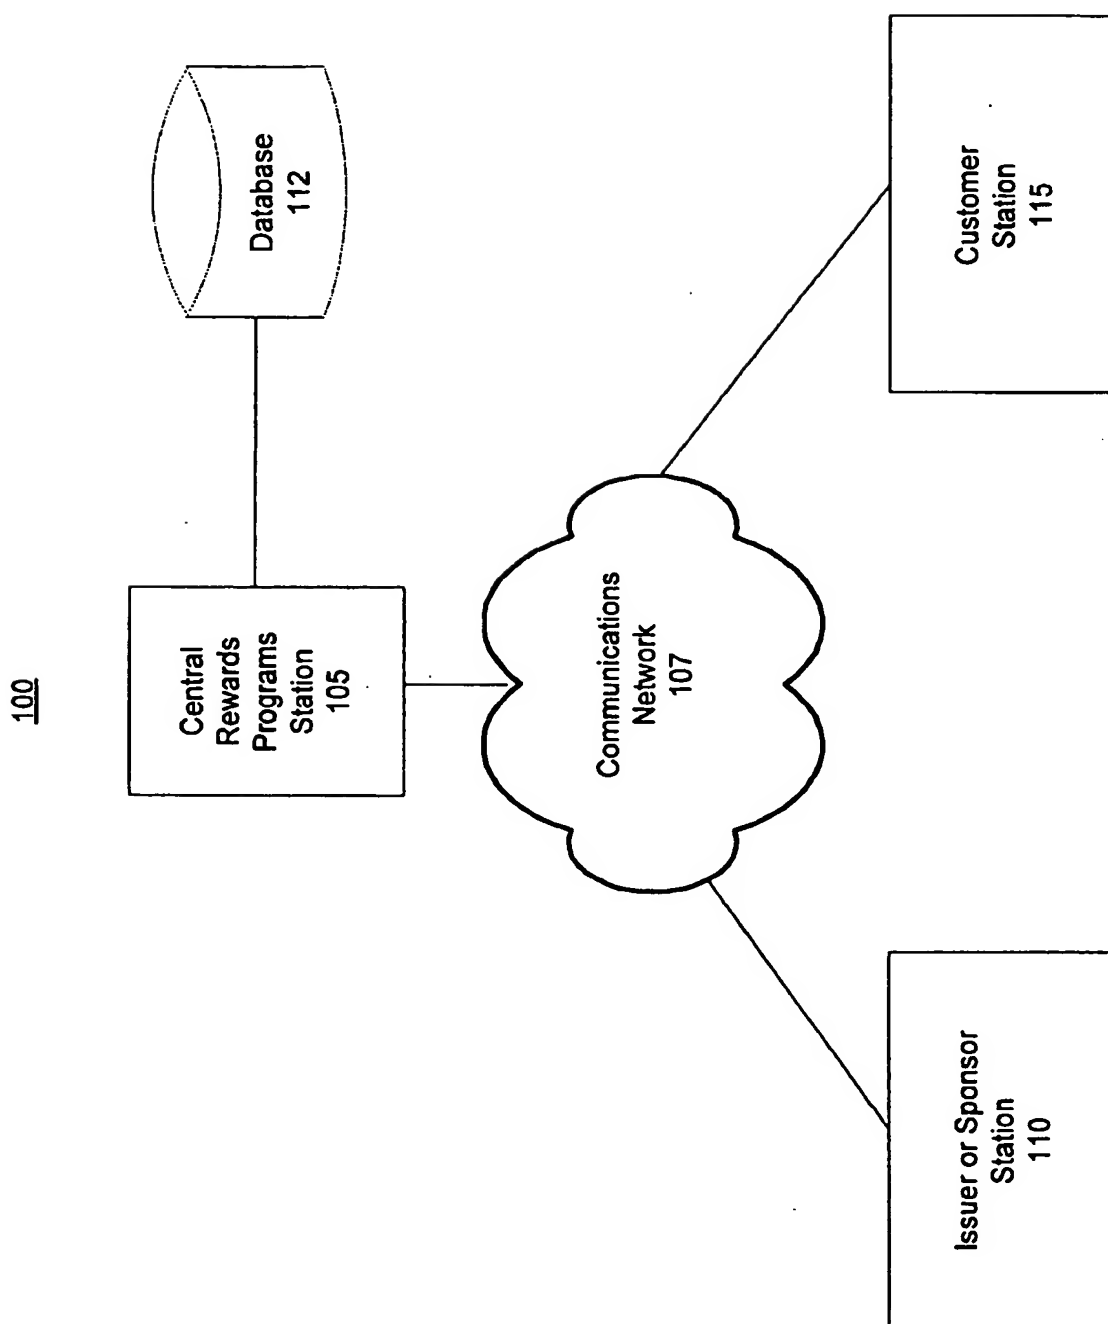 100
Central
Rewards
Programs
Station
105
Database
112
Communications
Network
107
Issuer or Sponsor
Station
110
Customer
Station
115